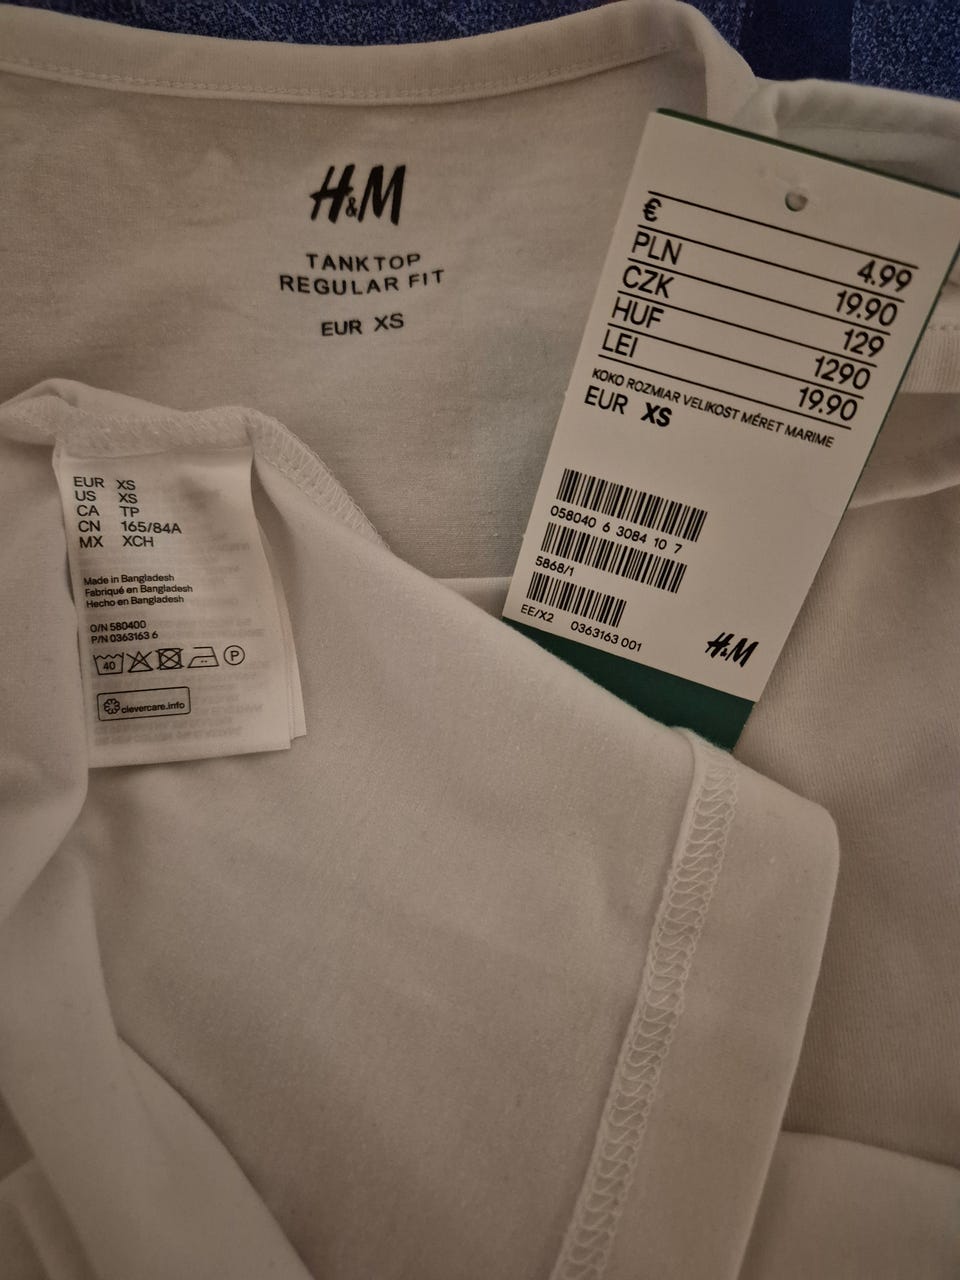 H&M
TANKTOP
REGULAR FIT
EUR XS
€ 4.99
PLN 19.90
CZK 129
HUF 1290
LEI 19.90
KOKO ROZMIAR VELIKOST MÉRET MARIME
EUR XS
058040 6 3084 10 7
5868/1
EE/X2 0363163 001
H&M
EUR XS
US XS
CA TP
CN 165/84A
MX XCH
Made in Bangladesh
Fabriqué en Bangladesh
Hecho en Bangladesh
O/N 580400
P/N 0363163 6
40 P
clevercare.info